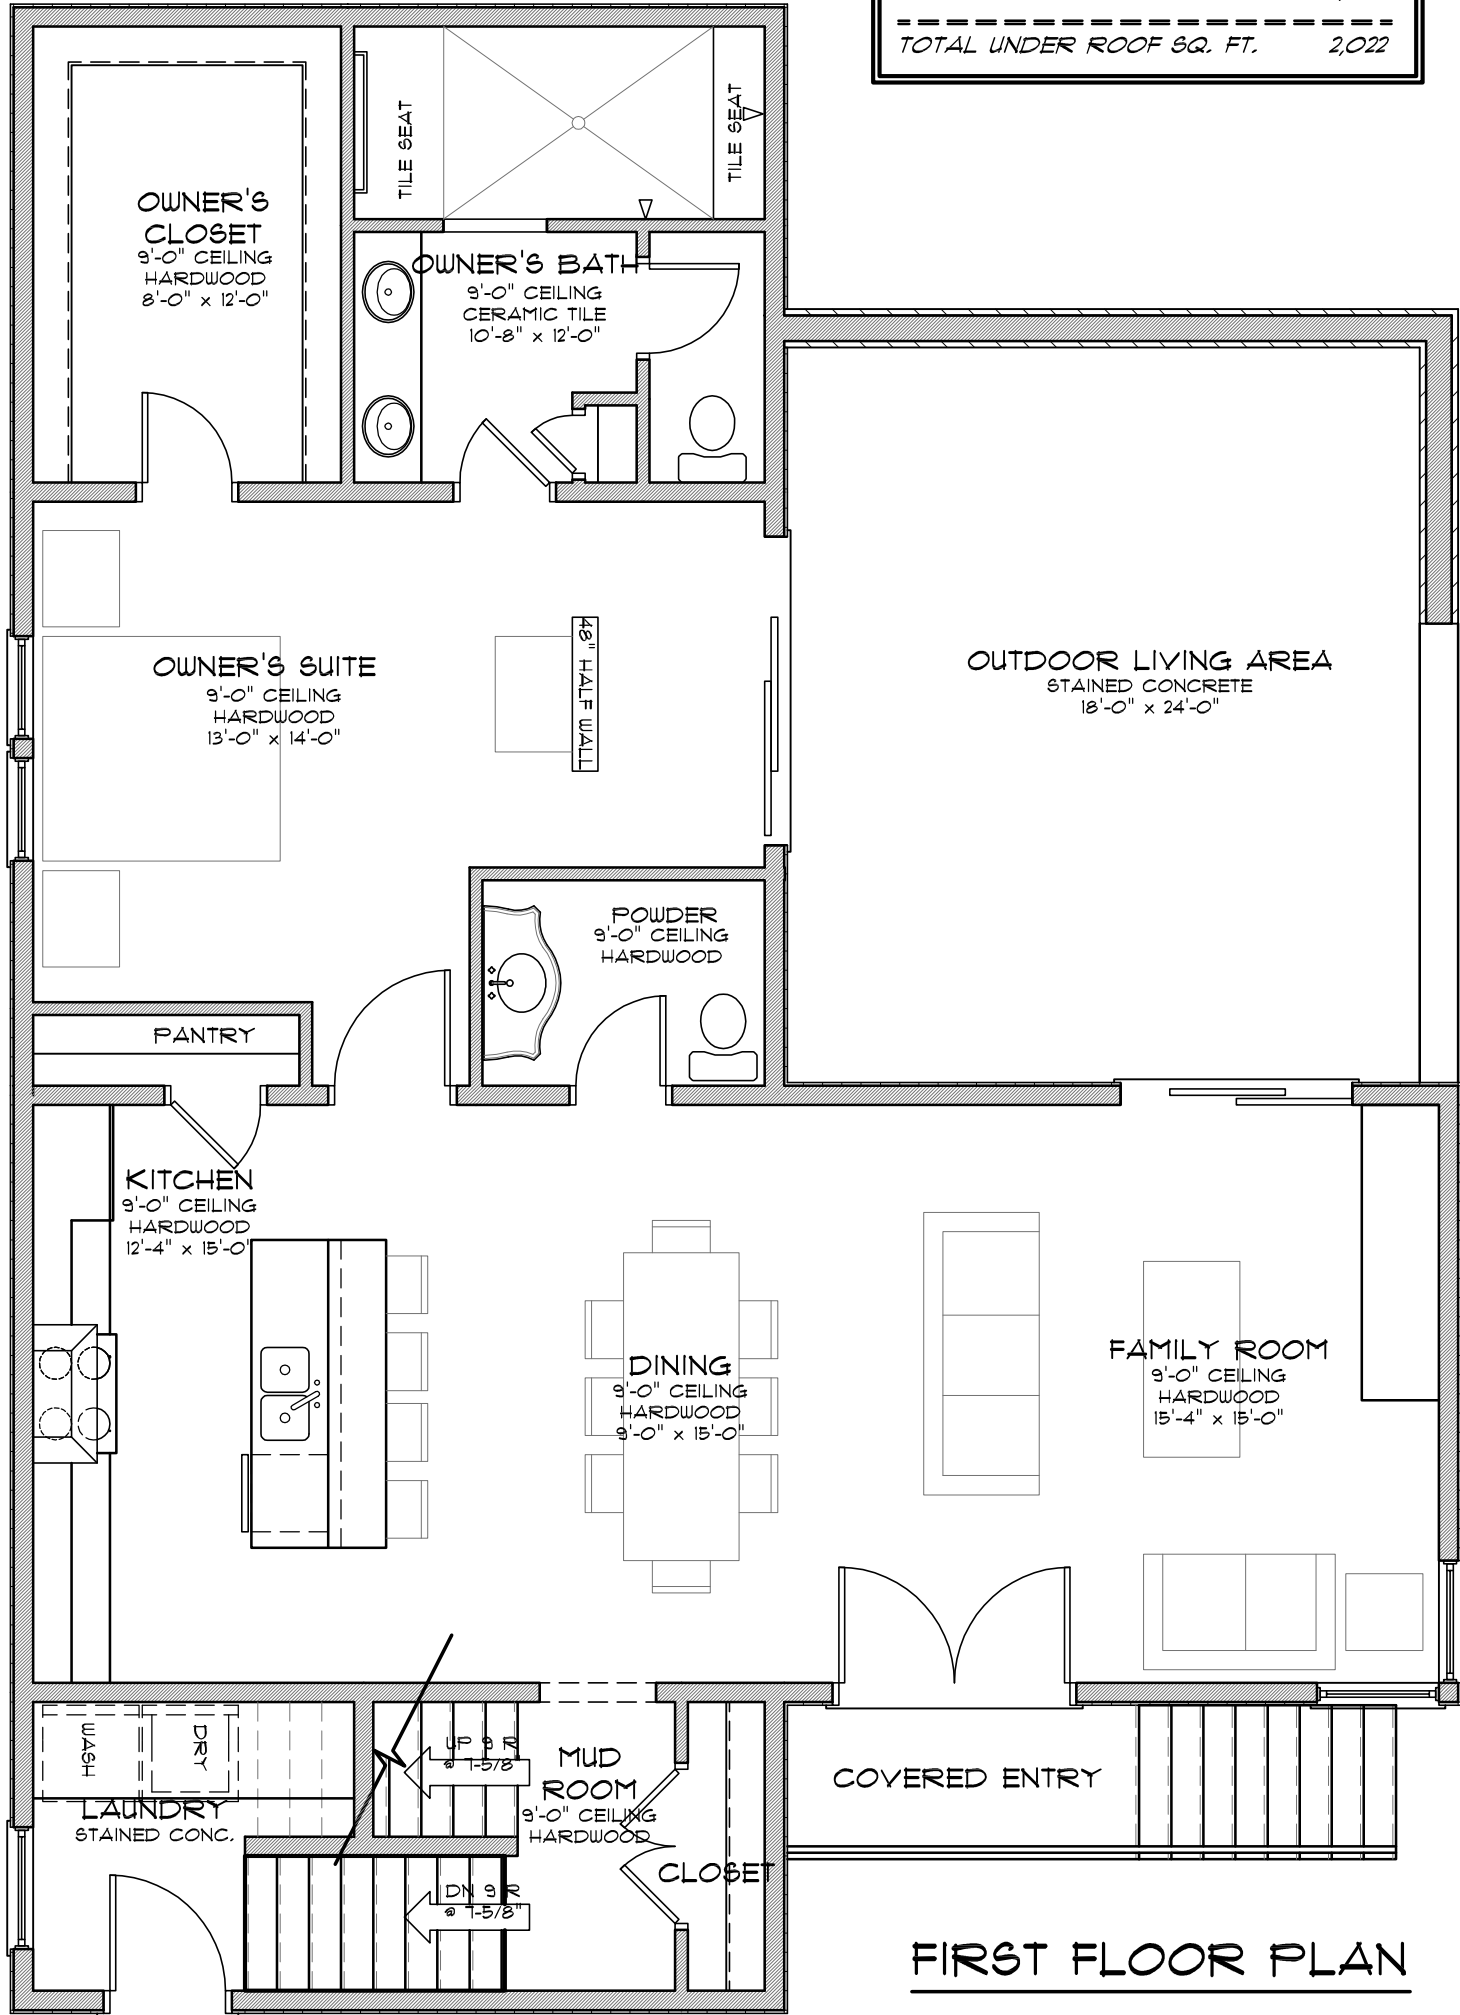 TOTAL UNDER ROOF SQ. FT. 2,022
TILE SEAT
TILE SEAT
OWNER'S
CLOSET
9'-0" CEILING
HARDWOOD
8'-0" x 12'-0"
OWNER'S BATH
9'-0" CEILING
CERAMIC TILE
10'-8" x 12'-0"
OWNER'S SUITE
9'-0" CEILING
HARDWOOD
13'-0" x 14'-0"
48" HALF WALL
OUTDOOR LIVING AREA
STAINED CONCRETE
18'-0" x 24'-0"
POWDER
9'-0" CEILING
HARDWOOD
PANTRY
KITCHEN
9'-0" CEILING
HARDWOOD
12'-4" x 15'-0"
DINING
9'-0" CEILING
HARDWOOD
9'-0" x 15'-0"
FAMILY ROOM
9'-0" CEILING
HARDWOOD
15'-4" x 15'-0"
WASH
DRY
LAUNDRY
STAINED CONC.
UP 9 R
@ 7-5/8"
MUD
ROOM
9'-0" CEILING
HARDWOOD
CLOSET
DN 9 R
@ 7-5/8"
COVERED ENTRY
FIRST FLOOR PLAN